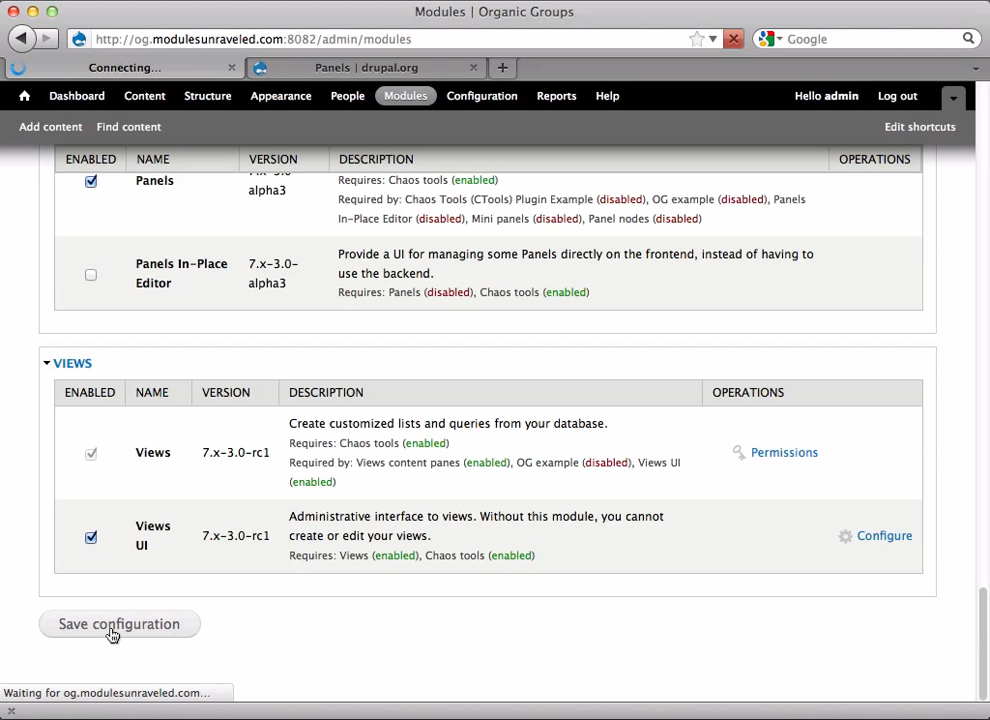 Modules | Organic Groups
http://og.modulesunraveled.com:8082/admin/modules
Google
Connecting...
Panels | drupal.org
Dashboard Content Structure Appearance People Modules Configuration Reports Help Hello admin Log out
Add content Find content Edit shortcuts
ENABLED NAME VERSION DESCRIPTION OPERATIONS
Panels
alpha3
Requires: Chaos tools (enabled)
Required by: Chaos Tools (CTools) Plugin Example (disabled), OG example (disabled), Panels
In-Place Editor (disabled), Mini panels (disabled), Panel nodes (disabled)
Panels In-Place
Editor
7.x-3.0-
alpha3
Provide a UI for managing some Panels directly on the frontend, instead of having to
use the backend.
Requires: Panels (disabled), Chaos tools (enabled)
VIEWS
ENABLED NAME VERSION DESCRIPTION OPERATIONS
Views
7.x-3.0-rc1
Create customized lists and queries from your database.
Requires: Chaos tools (enabled)
Required by: Views content panes (enabled), OG example (disabled), Views UI
(enabled)
Permissions
Views
UI
7.x-3.0-rc1
Administrative interface to views. Without this module, you cannot
create or edit your views.
Requires: Views (enabled), Chaos tools (enabled)
Configure
Save configuration
Waiting for og.modulesunraveled.com...